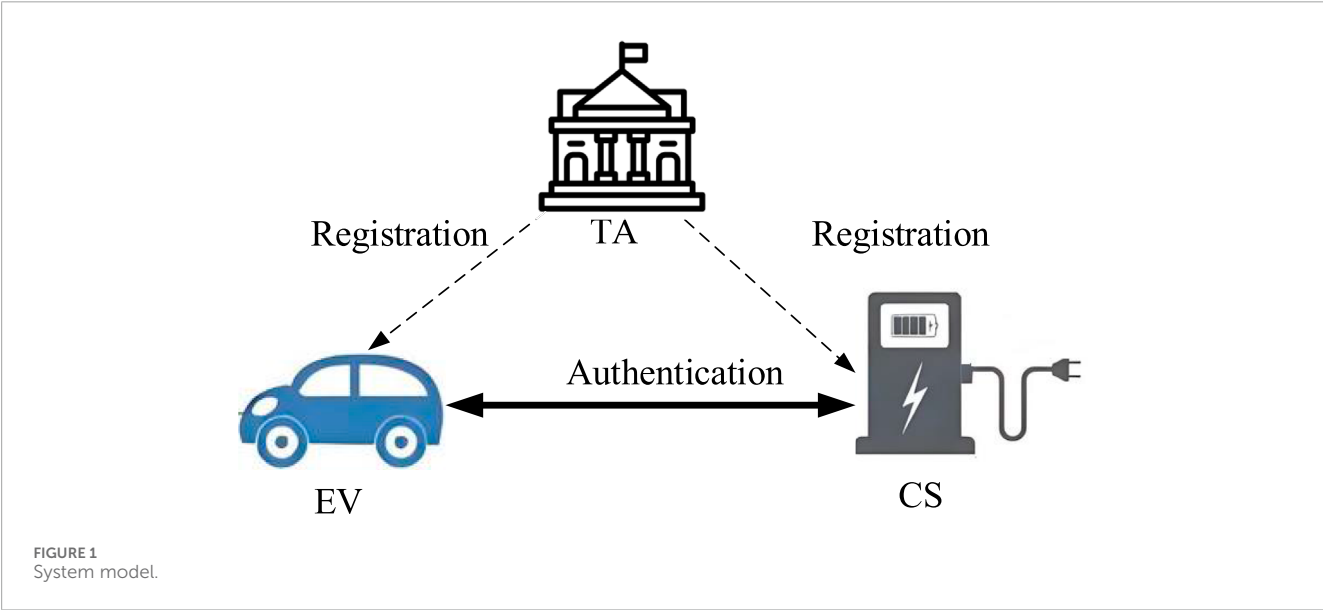 Registration
TA
Registration
Authentication
EV
CS
FIGURE 1
System model.